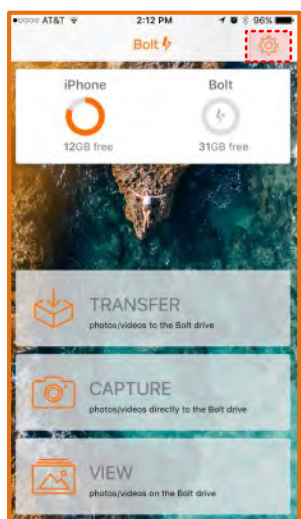 AT&T 2:12 PM 96%
Bolt
iPhone Bolt
12GB free 31GB free
TRANSFER
photos/videos to the Bolt drive
CAPTURE
photos/videos directly to the Bolt drive
VIEW
photos/videos on the Bolt drive